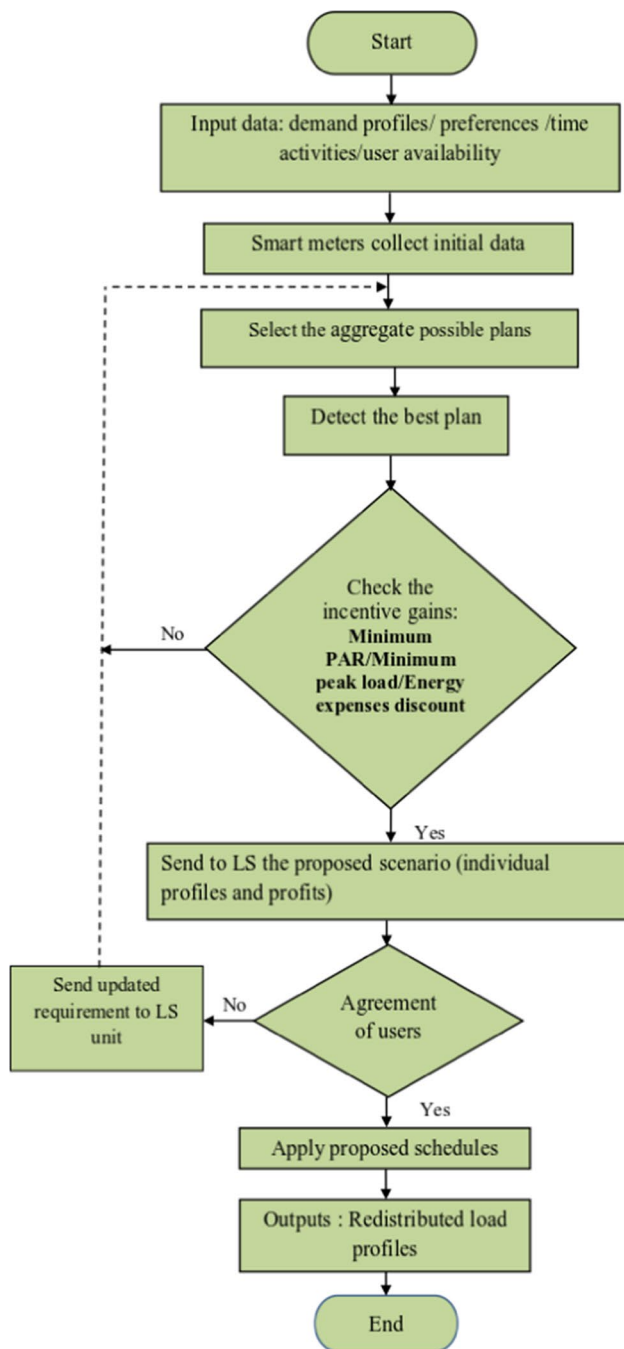 Start
Input data: demand profiles/ preferences /time
activities/user availability
Smart meters collect initial data
Select the aggregate possible plans
Detect the best plan
Check the
incentive gains:
Minimum
PAR/Minimum
peak load/Energy
expenses discount
No
Yes
Send to LS the proposed scenario (individual
profiles and profits)
Agreement
of users
No
Send updated
requirement to LS
unit
Yes
Apply proposed schedules
Outputs : Redistributed load
profiles
End